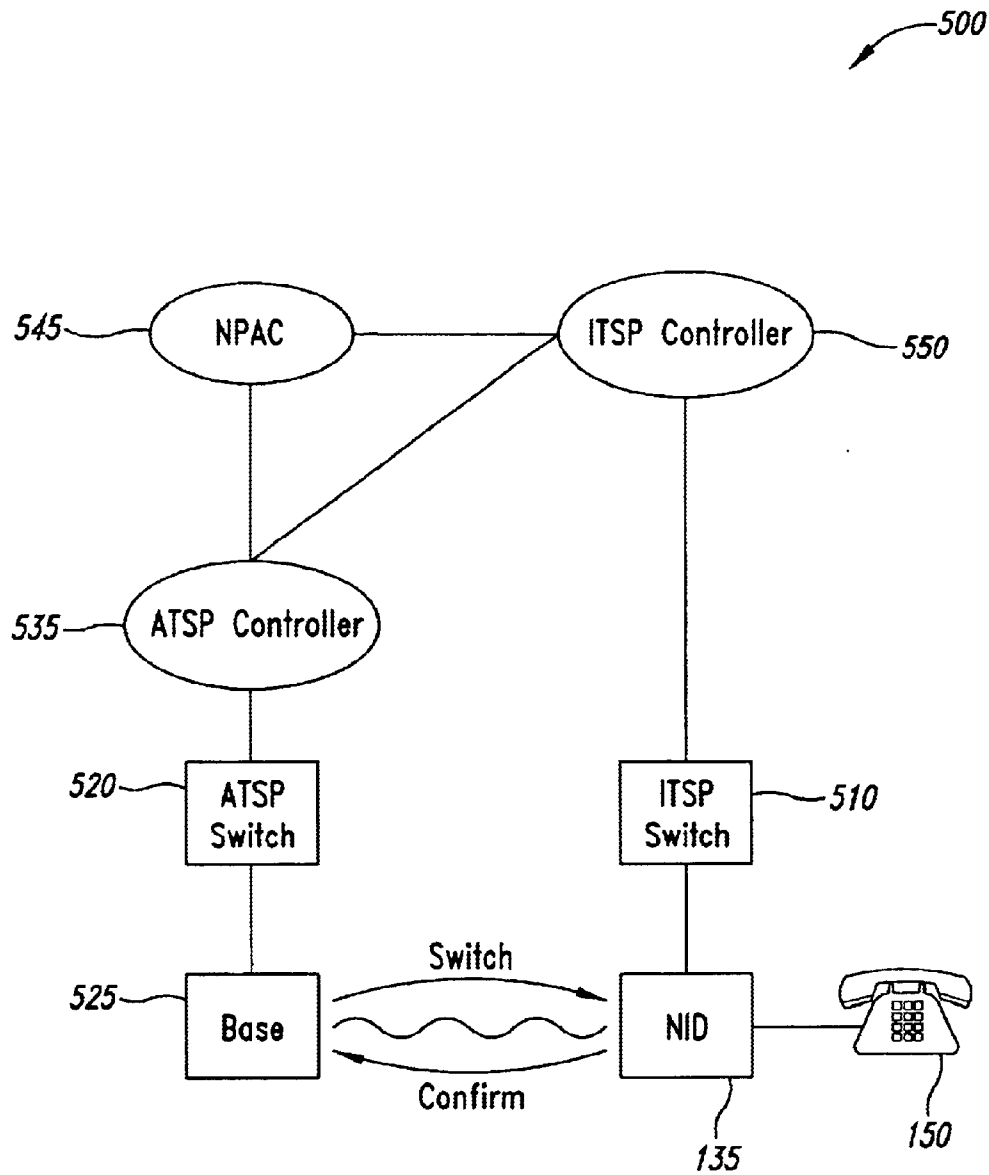 500
545
NPAC
ITSP Controller
550
535
ATSP Controller
520
ATSP
Switch
ITSP
Switch
510
Switch
525
Base
NID
Confirm
135
150